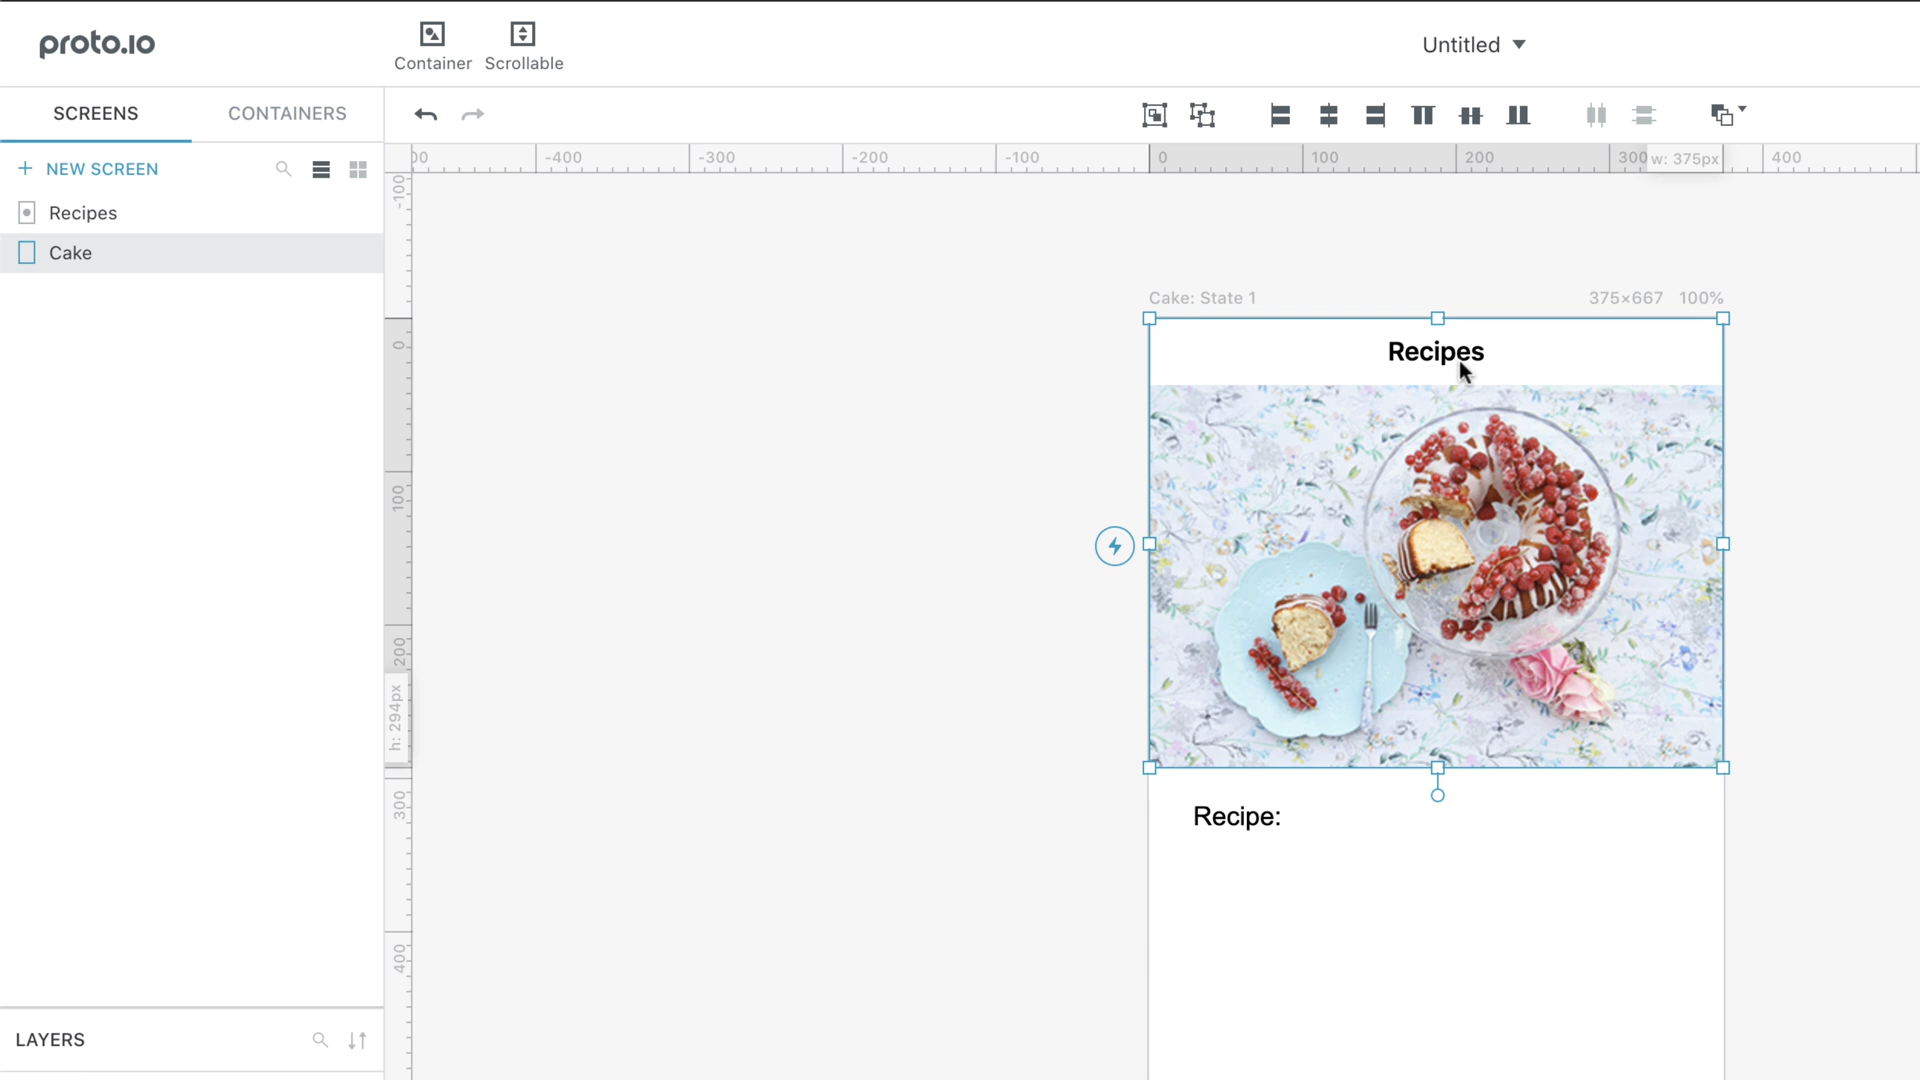 proto.io
Container
Scrollable
Untitled
SCREENS
CONTAINERS
+ NEW SCREEN
Recipes
Cake
-400
-300
-200
-100
0
100
200
300
w: 375px
400
-100
0
100
200
h: 294px
300
400
Cake: State 1
375×667 100%
Recipes
Recipe:
LAYERS